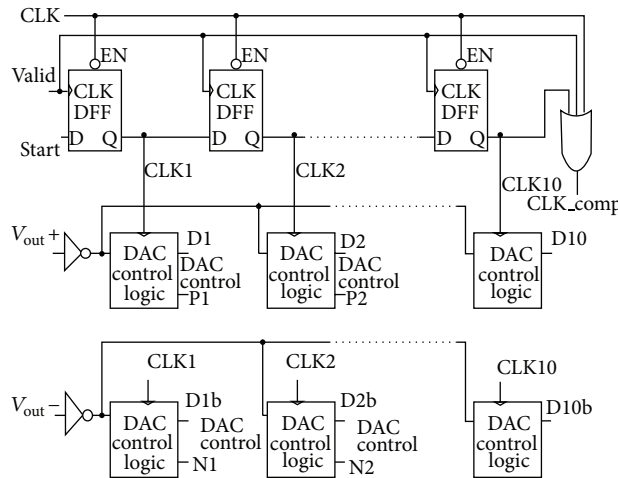 CLK
EN EN EN
Valid
CLK CLK CLK
DFF DFF DFF
D Q D Q D Q
Start
CLK1 CLK2 CLK10
CLK_comp
Vout+
D1 D2 D10
DAC control logic
DAC control
P1
DAC control logic
DAC control
P2
DAC control logic
CLK1 CLK2 CLK10
Vout−
D1b D2b D10b
DAC control logic
DAC control
N1
DAC control logic
DAC control
N2
DAC control logic